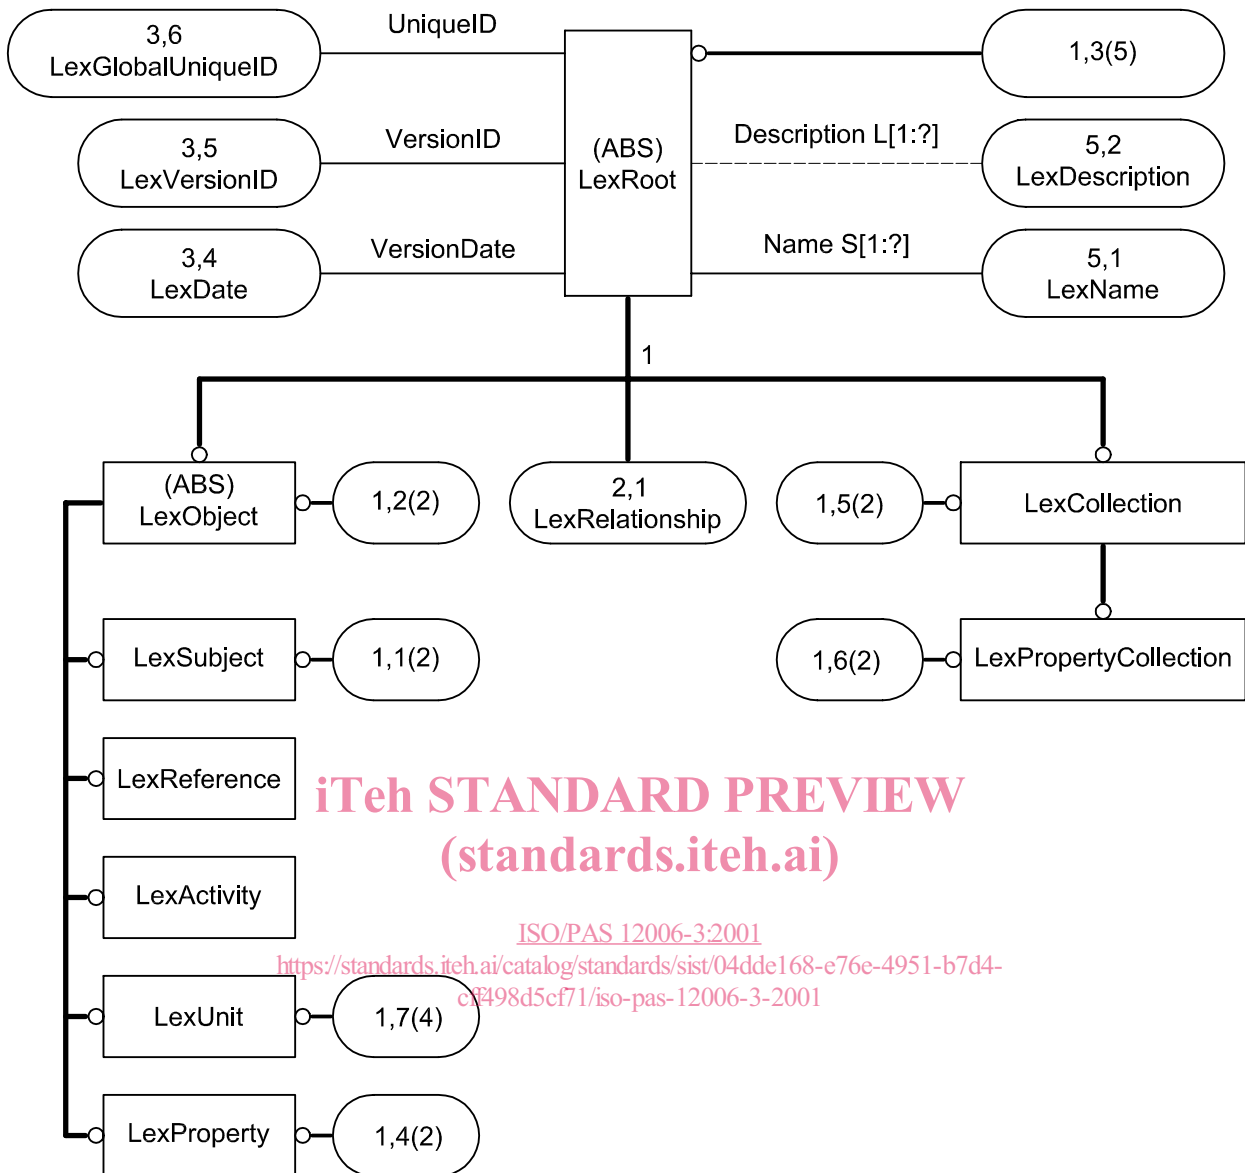 UniqueID
3,6
LexGlobalUniqueID
1,3(5)
VersionID
3,5
LexVersionID
(ABS)
LexRoot
Description L[1:?]
5,2
LexDescription
VersionDate
3,4
LexDate
Name S[1:?]
5,1
LexName
1
(ABS)
LexObject
1,2(2)
2,1
LexRelationship
1,5(2)
LexCollection
LexSubject
1,1(2)
1,6(2)
LexPropertyCollection
LexReference
iTeh STANDARD PREVIEW
(standards.iteh.ai)
LexActivity
ISO/PAS 12006-3:2001
https://standards.iteh.ai/catalog/standards/sist/04dde168-e76e-4951-b7d4-
cff498d5cf71/iso-pas-12006-3-2001
LexUnit
1,7(4)
LexProperty
1,4(2)